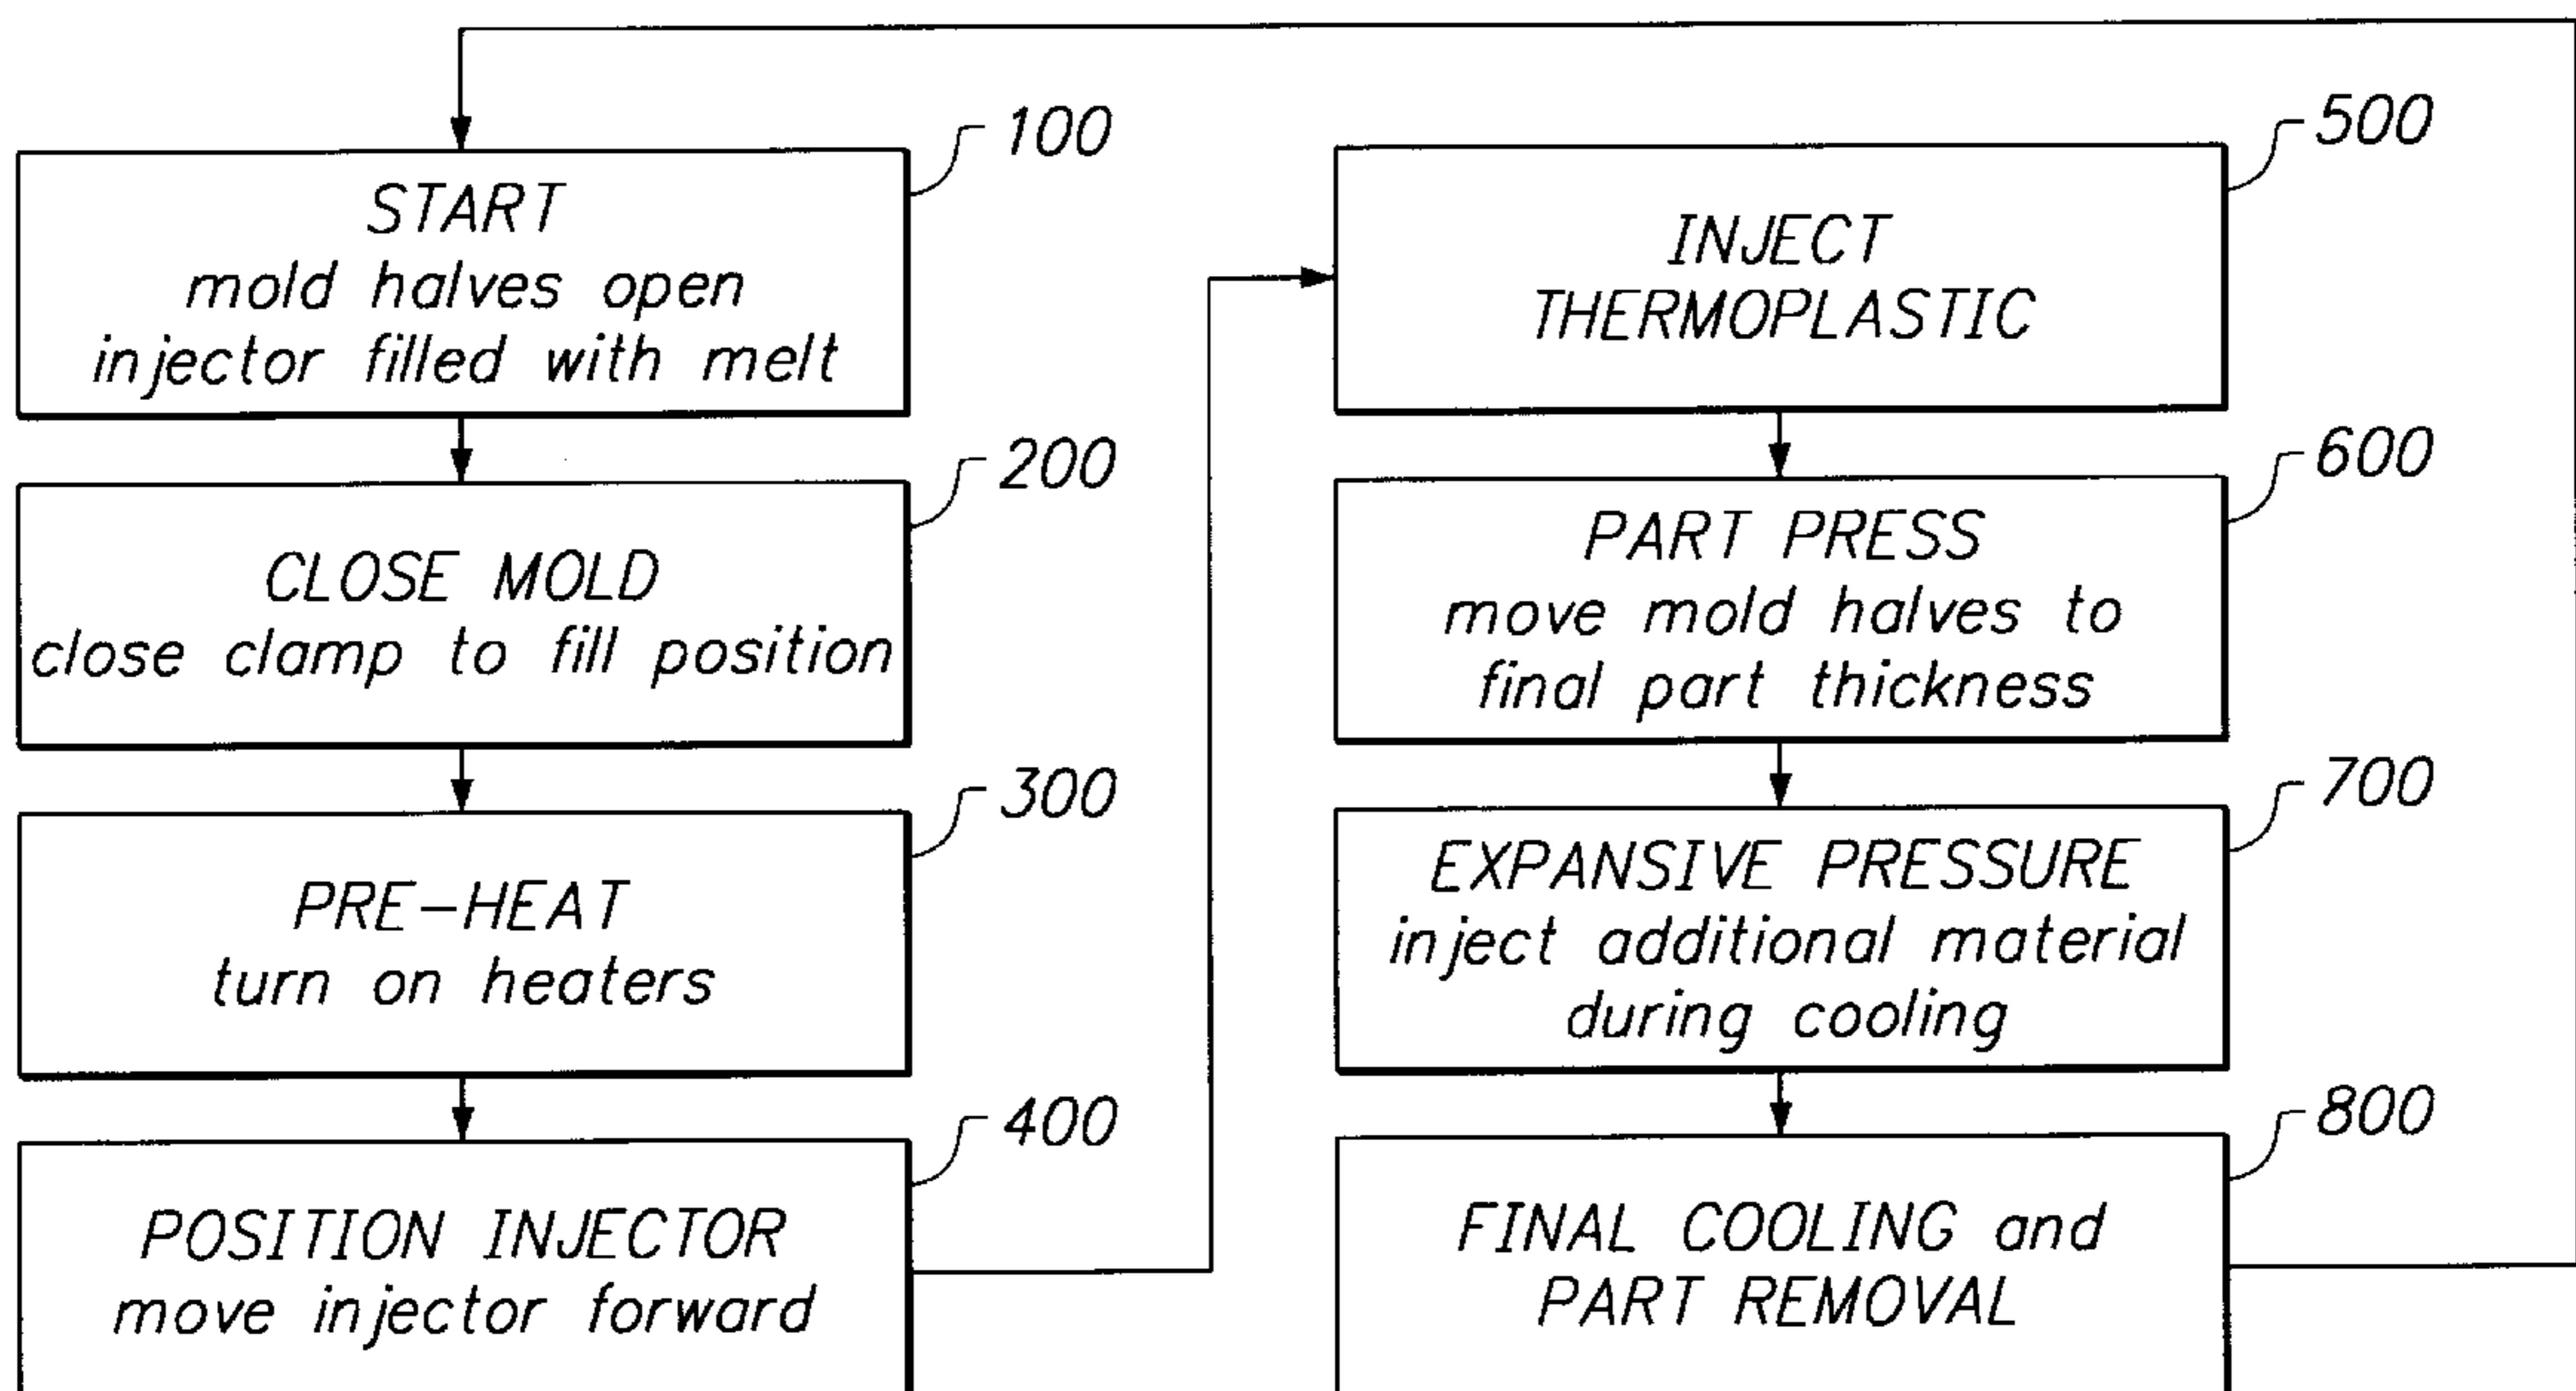 100
START
mold halves open
injector filled with melt
200
CLOSE MOLD
close clamp to fill position
300
PRE-HEAT
turn on heaters
400
POSITION INJECTOR
move injector forward
500
INJECT
THERMOPLASTIC
600
PART PRESS
move mold halves to
final part thickness
700
EXPANSIVE PRESSURE
inject additional material
during cooling
800
FINAL COOLING and
PART REMOVAL